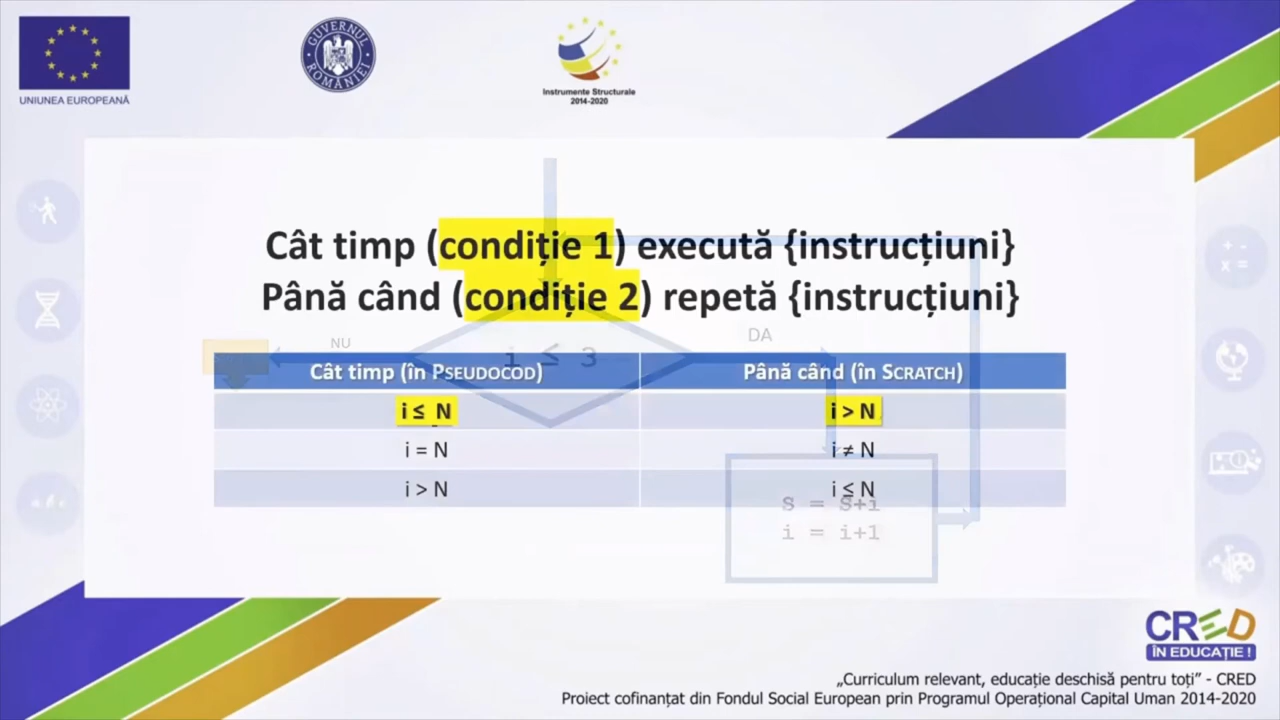 UNIUNEA EUROPEANĂ
GUVERNUL ROMÂNIEI
Instrumente Structurale
2014-2020
Cât timp (condiție 1) execută {instrucțiuni}
Până când (condiție 2) repetă {instrucțiuni}
NU
DA
i ≤ 3
Cât timp (în PSEUDOCOD) Până când (în SCRATCH)
i ≤ N i > N
i = N i ≠ N
i > N i ≤ N
S = S+i
i = i+1
CRED
ÎN EDUCAȚIE !
„Curriculum relevant, educație deschisă pentru toți” - CRED
Proiect cofinanțat din Fondul Social European prin Programul Operațional Capital Uman 2014-2020